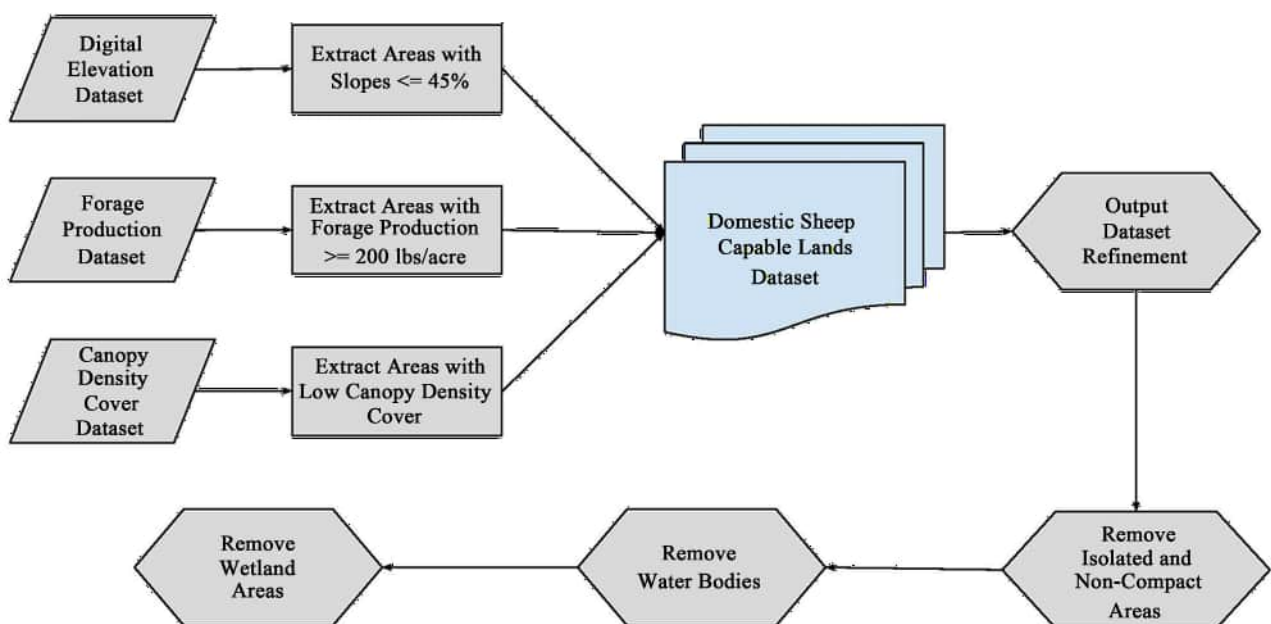 Digital
Elevation
Dataset
Extract Areas with
Slopes <= 45%
Forage
Production
Dataset
Extract Areas with
Forage Production
>= 200 lbs/acre
Canopy
Density
Cover
Dataset
Extract Areas with
Low Canopy Density
Cover
Domestic Sheep
Capable Lands
Dataset
Output
Dataset
Refinement
Remove
Isolated and
Non-Compact
Areas
Remove
Water Bodies
Remove
Wetland
Areas